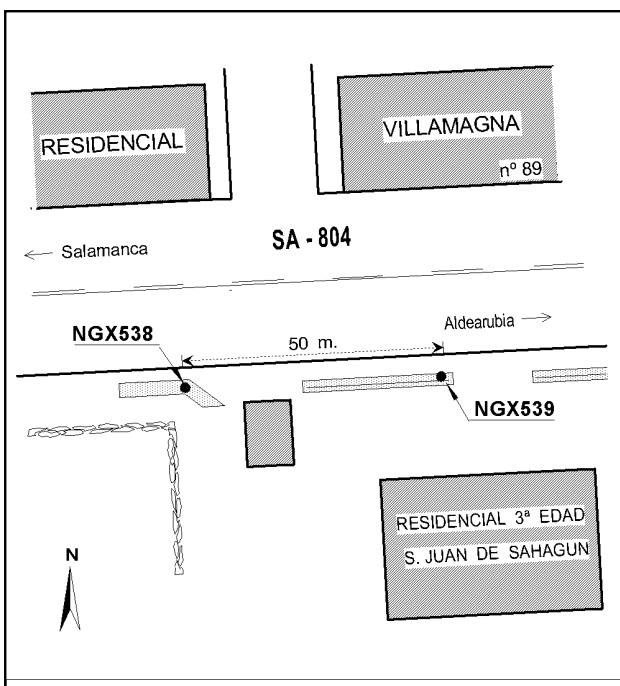 RESIDENCIAL
VILLAMAGNA
nº 89
SA - 804
Salamanca
Aldearubia
NGX538
50 m.
NGX539
RESIDENCIAL 3ª EDAD
S. JUAN DE SAHAGUN
N